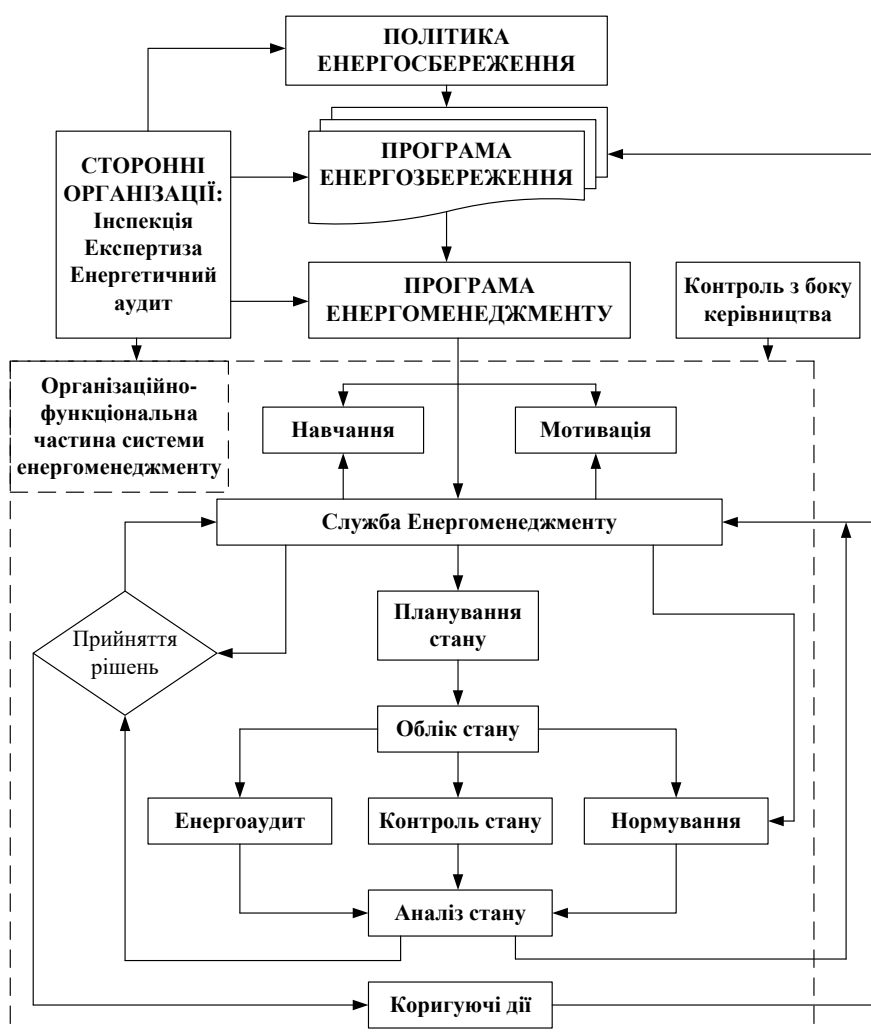 ПОЛІТИКА
ЕНЕРГОСБЕРЕЖЕННЯ
СТОРОННІ
ОРГАНІЗАЦІЇ:
Інспекція
Експертиза
Енергетичний
аудит
ПРОГРАМА
ЕНЕРГОЗБЕРЕЖЕННЯ
ПРОГРАМА
ЕНЕРГОМЕНЕДЖМЕНТУ
Контроль з боку
керівництва
Організаційно-
функціональна
частина системи
енергоменеджменту
Навчання
Мотивація
Служба Енергоменеджменту
Прийняття
рішень
Планування
стану
Облік стану
Енергоаудит
Контроль стану
Нормування
Аналіз стану
Коригуючі дії